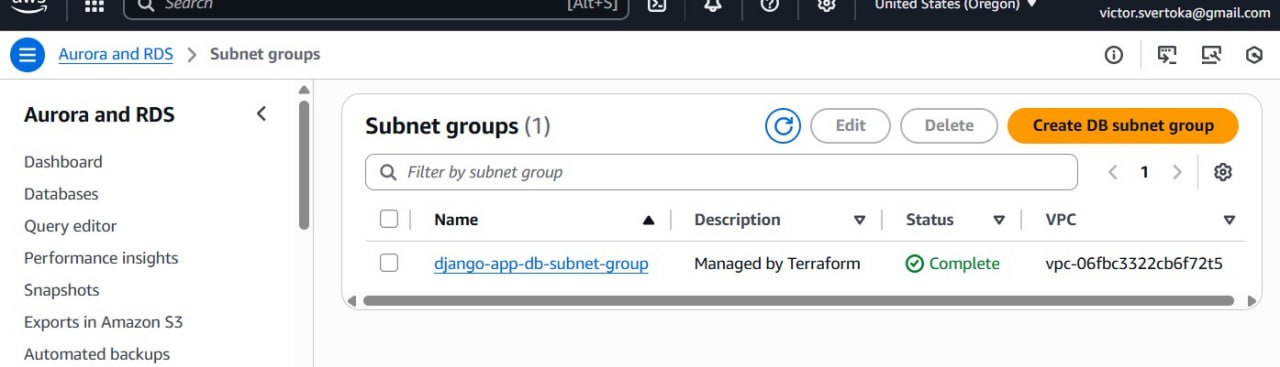 aws
Search
[Alt+S]
United States (Oregon)
victor.svertoka@gmail.com
Aurora and RDS
Subnet groups
Aurora and RDS
Dashboard
Databases
Query editor
Performance insights
Snapshots
Exports in Amazon S3
Automated backups
Subnet groups (1)
Edit
Delete
Create DB subnet group
Filter by subnet group
1
Name Description Status VPC
django-app-db-subnet-group Managed by Terraform Complete vpc-06fbc3322cb6f72t5